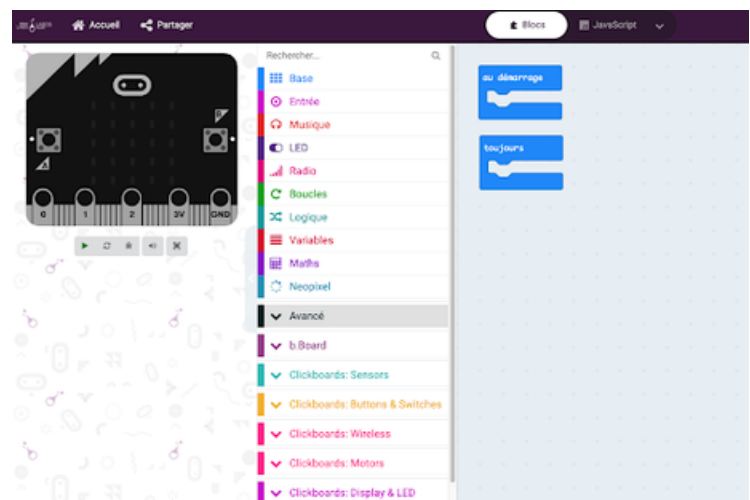 Accueil
Partager
Blocs
JavaScript
Rechercher...
Base
Entrée
Musique
LED
Radio
Boucles
Logique
Variables
Maths
Neopixel
Avancé
b.Board
Clickboards: Sensors
Clickboards: Buttons & Switches
Clickboards: Wireless
Clickboards: Motors
Clickboards: Display & LED
au démarrage
toujours
B
A
0
1
2
3V
GND